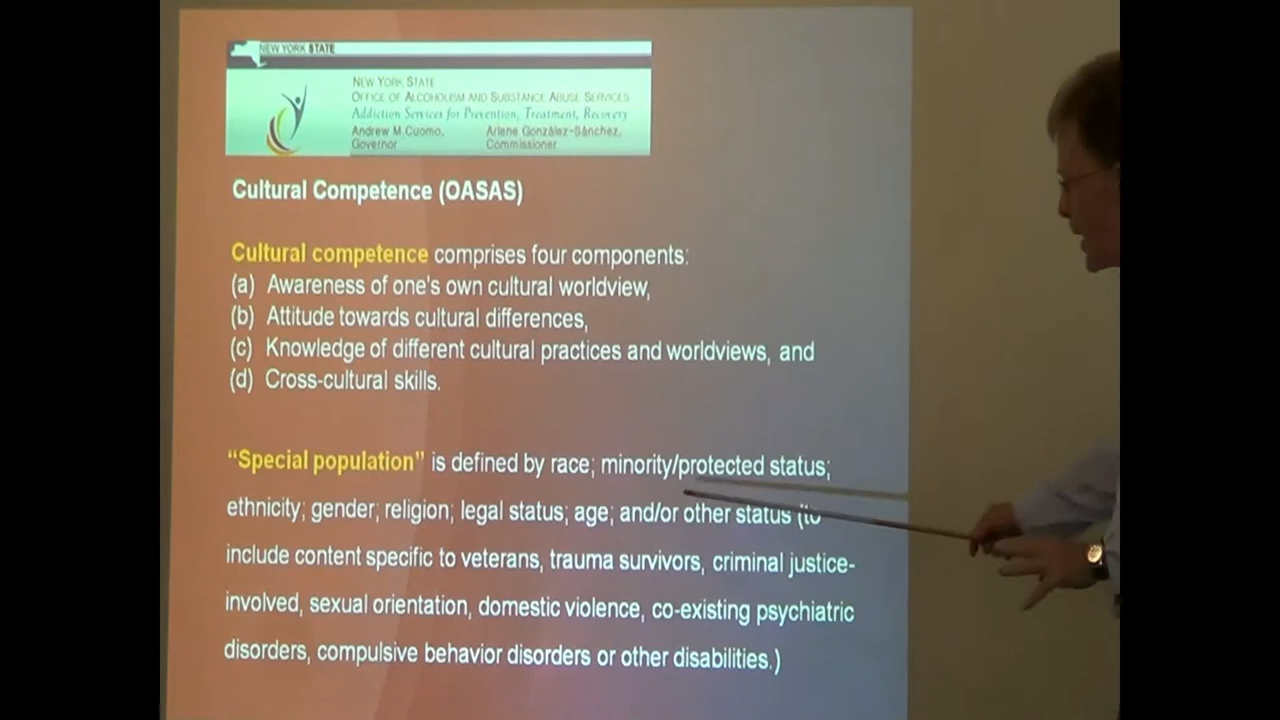 NEW YORK STATE
NEW YORK STATE
OFFICE OF ALCOHOLISM AND SUBSTANCE ABUSE SERVICES
Addiction Services for Prevention, Treatment, Recovery
Andrew M.Cuomo, Arlene González-Sánchez,
Governor Commissioner
Cultural Competence (OASAS)
Cultural competence comprises four components:
(a) Awareness of one's own cultural worldview,
(b) Attitude towards cultural differences,
(c) Knowledge of different cultural practices and worldviews, and
(d) Cross-cultural skills.
“Special population” is defined by race; minority/protected status;
ethnicity; gender; religion; legal status; age; and/or other status (to
include content specific to veterans, trauma survivors, criminal justice-
involved, sexual orientation, domestic violence, co-existing psychiatric
disorders, compulsive behavior disorders or other disabilities.)